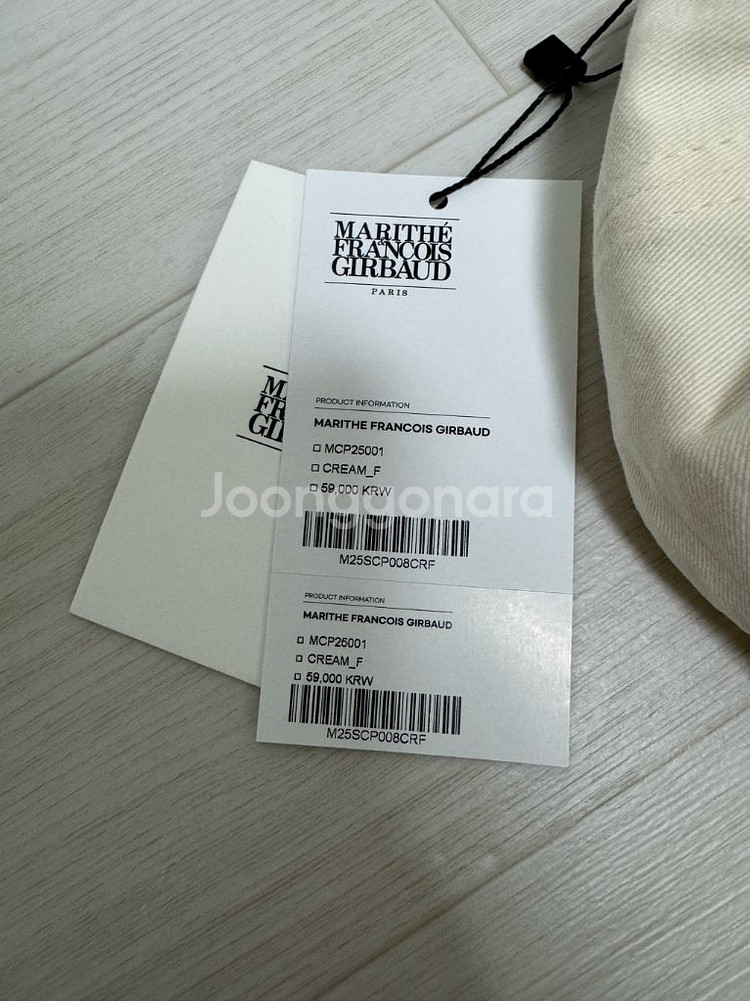 MARITHÉ
&
FRANCOIS
GIRBAUD
PARIS
PRODUCT INFORMATION
MARITHE FRANCOIS GIRBAUD
MCP25001
CREAM_F
59,000 KRW
M25SCP008CRF
PRODUCT INFORMATION
MARITHE FRANCOIS GIRBAUD
MCP25001
CREAM_F
59,000 KRW
M25SCP008CRF
Joonggonara